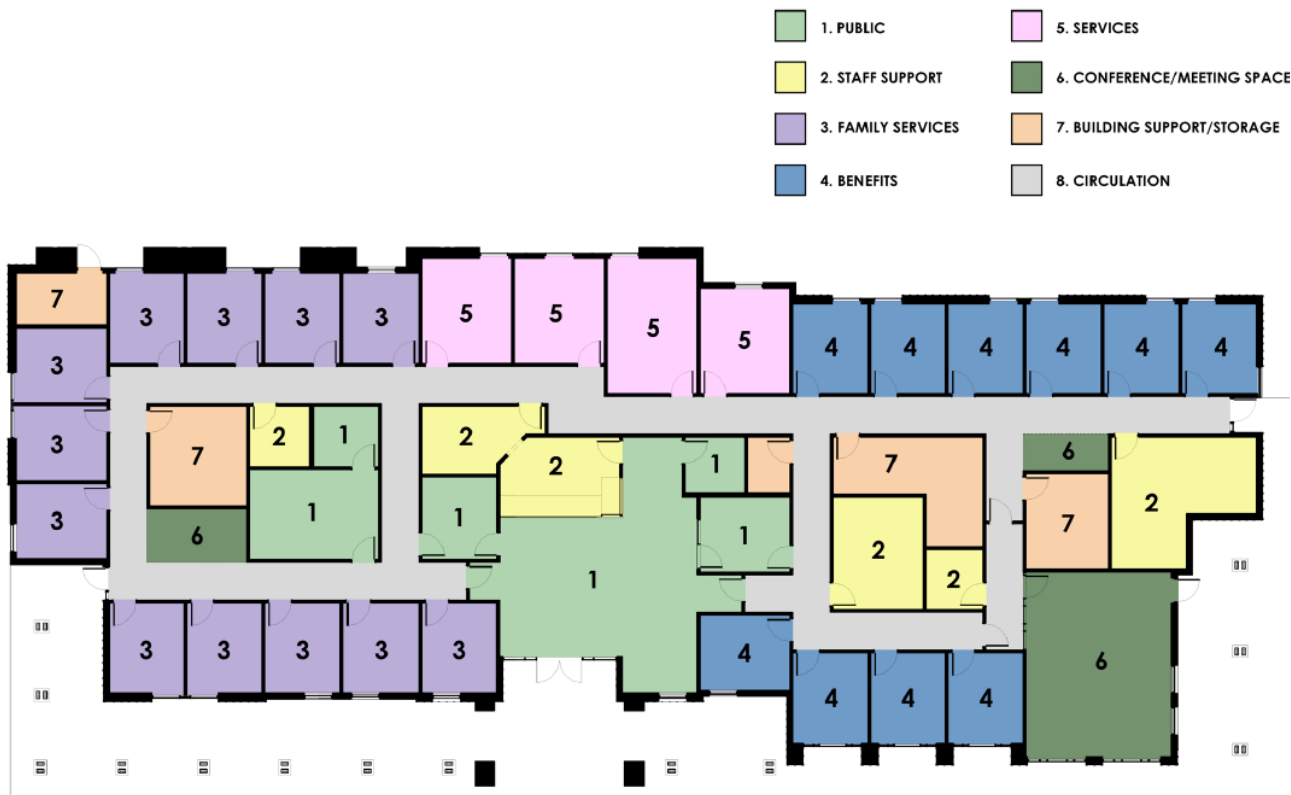 1. PUBLIC
5. SERVICES
2. STAFF SUPPORT
6. CONFERENCE/MEETING SPACE
3. FAMILY SERVICES
7. BUILDING SUPPORT/STORAGE
4. BENEFITS
8. CIRCULATION
7
3 3 3 3
5 5 5 5
4 4 4 4 4 4
3
3
3
7
2 1
1
6
2
2
1
1
1
1
7
2
2
6
7
2
3 3 3 3 3
4
4 4 4
6